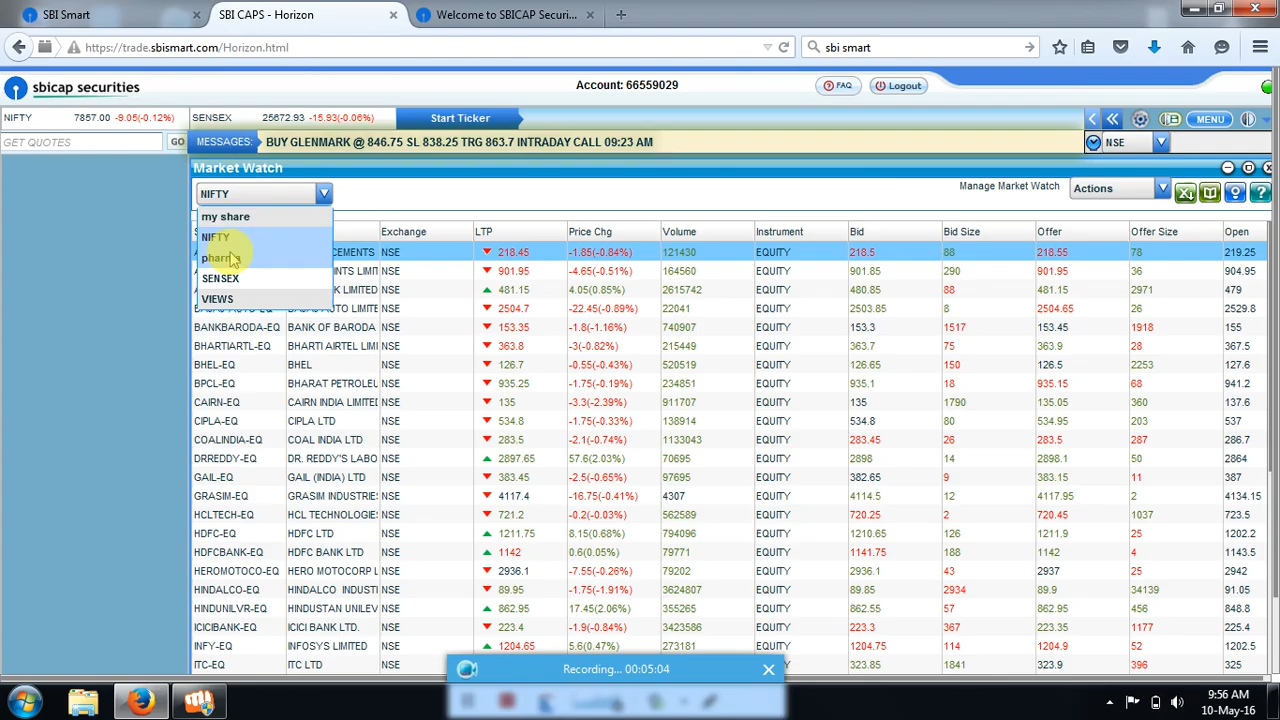 SBI Smart
SBI CAPS - Horizon
Welcome to SBICAP Securi...
https://trade.sbismart.com/Horizon.html
sbi smart
sbicap securities
Account: 66559029
FAQ
Logout
NIFTY 7857.00 -9.05(-0.12%) SENSEX 25672.93 -15.93(-0.06%) Start Ticker
MENU
GET QUOTES GO MESSAGES: BUY GLENMARK @ 846.75 SL 838.25 TRG 863.7 INTRADAY CALL 09:23 AM NSE
Market Watch
NIFTY
Manage Market Watch Actions
my share
NIFTY
SENSEX
VIEWS
Exchange LTP Price Chg Volume Instrument Bid Bid Size Offer Offer Size Open
CEMENTS NSE 218.45 -1.85(-0.84%) 121430 EQUITY 218.5 88 218.55 78 219.25
NTS LIMI NSE 901.95 -4.65(-0.51%) 164560 EQUITY 901.85 290 901.95 36 904.95
K LIMITED NSE 481.15 4.05(0.85%) 2615742 EQUITY 480.85 88 481.15 2971 479
NSE 2504.7 -22.45(-0.89%) 22041 EQUITY 2503.85 8 2504.65 26 2529.8
BANKBARODA-EQ BANK OF BARODA NSE 153.35 -1.8(-1.16%) 740907 EQUITY 153.3 1517 153.45 1918 155
BHARTIARTL-EQ BHARTI AIRTEL LIM NSE 363.8 -3(-0.82%) 215449 EQUITY 363.7 75 363.9 28 367.5
BHEL-EQ BHEL NSE 126.7 -0.55(-0.43%) 520519 EQUITY 126.7 150 126.5 2253 127.6
BPCL-EQ BHARAT PETROLEU NSE 935.25 -1.75(-0.19%) 234851 EQUITY 935.1 18 935.15 68 941.2
CAIRN-EQ CAIRN INDIA LIMITED NSE 135 -3.3(-2.39%) 911707 EQUITY 135 1790 135.05 360 137.6
CIPLA-EQ CIPLA LTD NSE 534.8 -1.75(-0.33%) 138914 EQUITY 534.8 80 534.95 203 537
COALINDIA-EQ COAL INDIA LTD NSE 283.5 -2.1(-0.74%) 1133043 EQUITY 283.45 26 283.5 287 286.7
DRREDDY-EQ DR. REDDY'S LABO NSE 2897.65 57.6(2.03%) 70695 EQUITY 2898 14 2898.1 50 2864
GAIL-EQ GAIL (INDIA) LTD NSE 383.45 -2.5(-0.65%) 97695 EQUITY 382.65 9 383.15 11 387
GRASIM-EQ GRASIM INDUSTRIE NSE 4117.4 -16.75(-0.41%) 4307 EQUITY 4114.5 12 4117.95 2 4134.15
HCLTECH-EQ HCL TECHNOLOGIES NSE 721.2 -0.2(-0.03%) 562589 EQUITY 720.25 2 720.45 1037 723.5
HDFC-EQ HDFC LTD NSE 1211.75 8.15(0.68%) 794096 EQUITY 1210.65 126 1211.9 25 1202.2
HDFCBANK-EQ HDFC BANK LTD NSE 1142 0.6(0.05%) 79771 EQUITY 1141.75 188 1142 4 1143.5
HEROMOTOCO-EQ HERO MOTOCORP L NSE 2936.1 -7.55(-0.26%) 79202 EQUITY 2936.1 43 2937 25 2942
HINDALCO-EQ HINDALCO INDUSTI NSE 89.95 -1.75(-1.91%) 3624807 EQUITY 89.85 2934 89.9 34139 91.05
HINDUNILVR-EQ HINDUSTAN UNILEV NSE 862.95 17.45(2.06%) 355265 EQUITY 862.55 57 862.95 456 848.8
ICICIBANK-EQ ICICI BANK LTD. NSE 223.4 -1.9(-0.84%) 3423586 EQUITY 223.3 367 223.35 1177 225.4
INFY-EQ INFOSYS LIMITED NSE 1204.65 5.6(0.47%) 273181 EQUITY 1204.75 114 1204.9 52 1198.2
ITC-EQ ITC LTD NSE EQUITY 323.85 1841 323.9 396 325
Recording... 00:05:04
9:56 AM
10-May-16